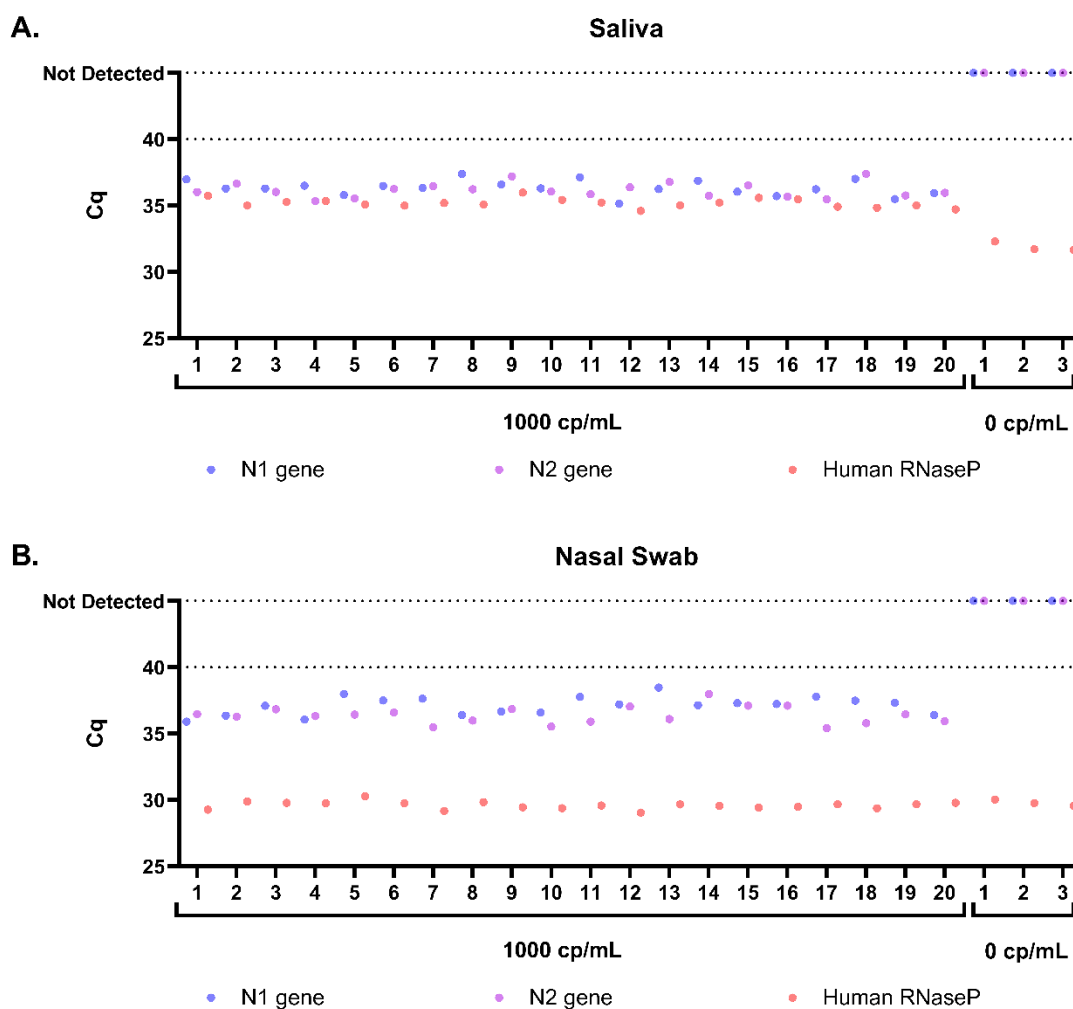 A.
Saliva
Not Detected
40
35
30
25
Cq
1 2 3 4 5 6 7 8 9 10 11 12 13 14 15 16 17 18 19 20 1 2 3
1000 cp/mL 0 cp/mL
N1 gene N2 gene Human RNaseP
B.
Nasal Swab
Not Detected
40
35
30
25
Cq
1 2 3 4 5 6 7 8 9 10 11 12 13 14 15 16 17 18 19 20 1 2 3
1000 cp/mL 0 cp/mL
N1 gene N2 gene Human RNaseP